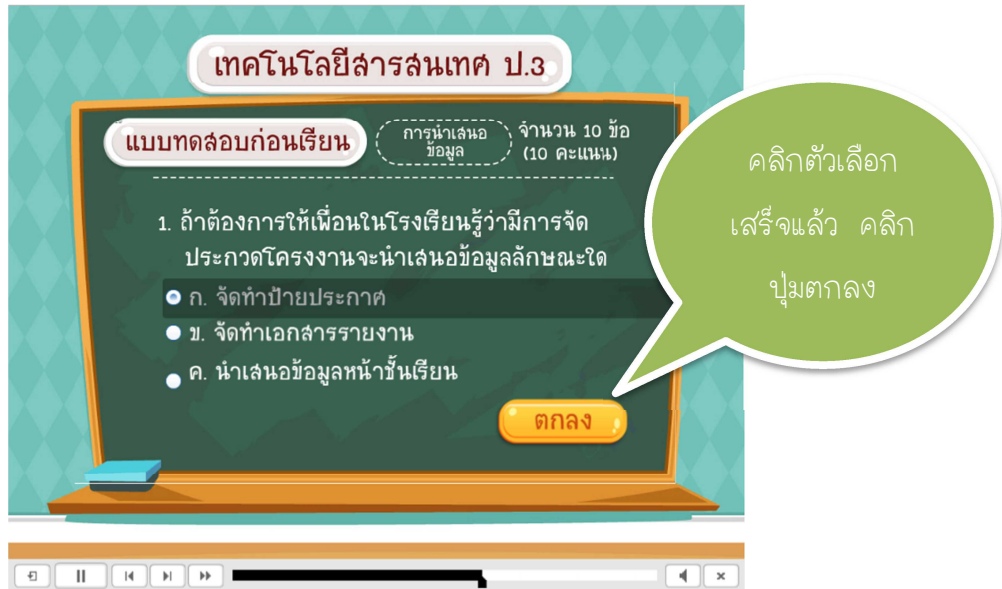 เทคโนโลยีสารสนเทศ ป.3
แบบทดสอบก่อนเรียน
การนำเสนอ
ข้อมูล
จำนวน 10 ข้อ
(10 คะแนน)
1. ถ้าต้องการให้เพื่อนในโรงเรียนรู้ว่ามีการจัด
ประกวดโครงงานจะนำเสนอข้อมูลลักษณะใด
ก. จัดทำป้ายประกาศ
ข. จัดทำเอกสารรายงาน
ค. นำเสนอข้อมูลหน้าชั้นเรียน
ตกลง
คลิกตัวเลือก
เสร็จแล้ว คลิก
ปุ่มตกลง